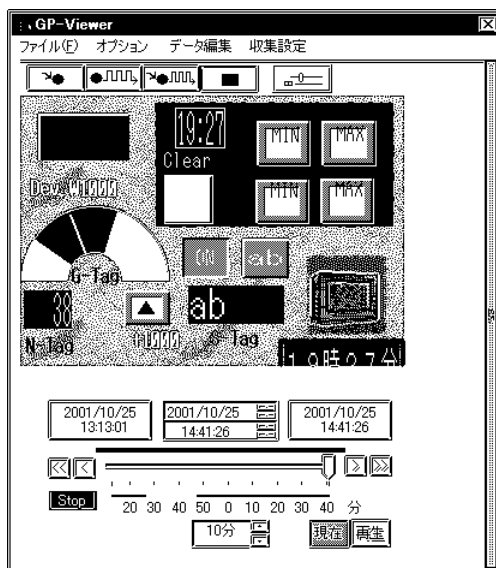 GP-Viewer
ファイル(F) オプション データ編集 収集設定
19:27
Clear
MIN MAX
MIN MAX
Dev./W1000
ON ab
G-Tag
38 ab
N-Tag Tag
19時27分
2001/10/25 2001/10/25 2001/10/25
13:13:01 14:41:26 14:41:26
<< < > >>
Stop
20 30 40 50 0 10 20 30 40 分
10分 現在 再生